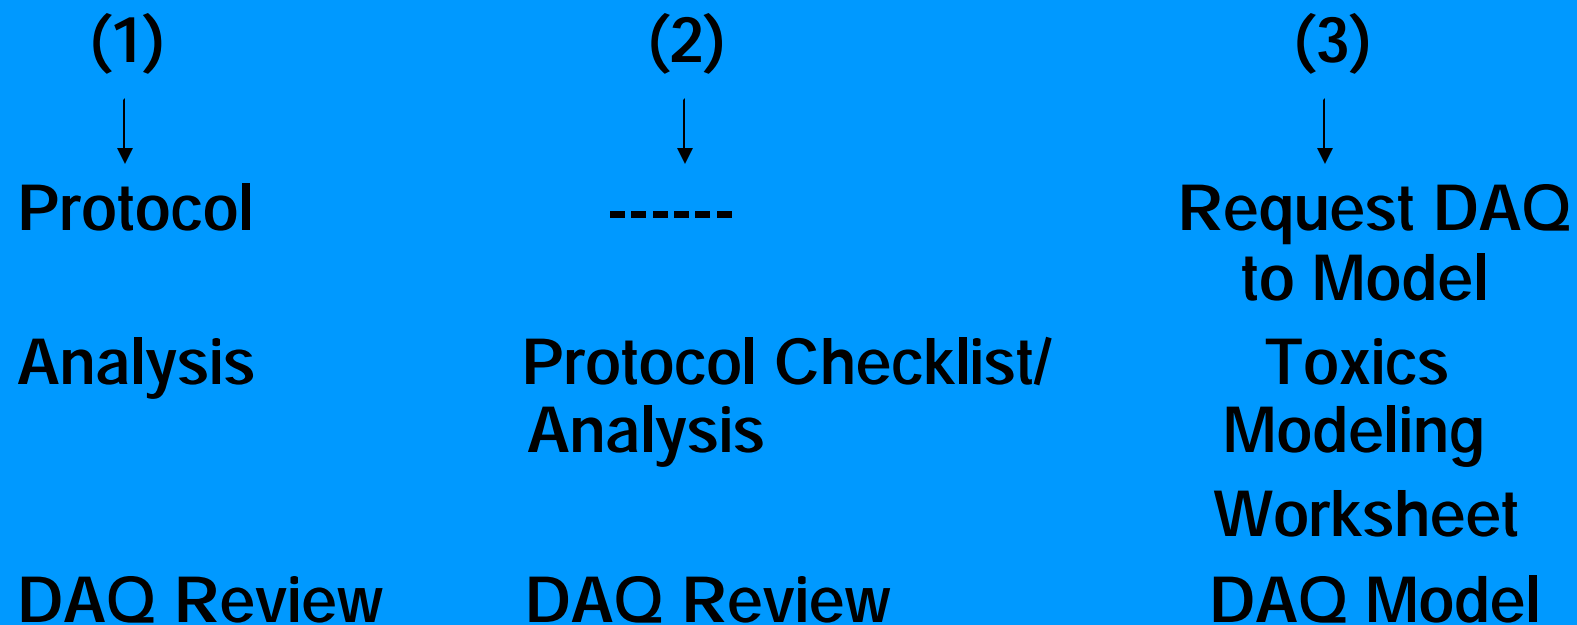 (1) (2) (3)
Protocol ------ Request DAQ
to Model
Analysis Protocol Checklist/ Toxics
Analysis Modeling
Worksheet
DAQ Review DAQ Review DAQ Model